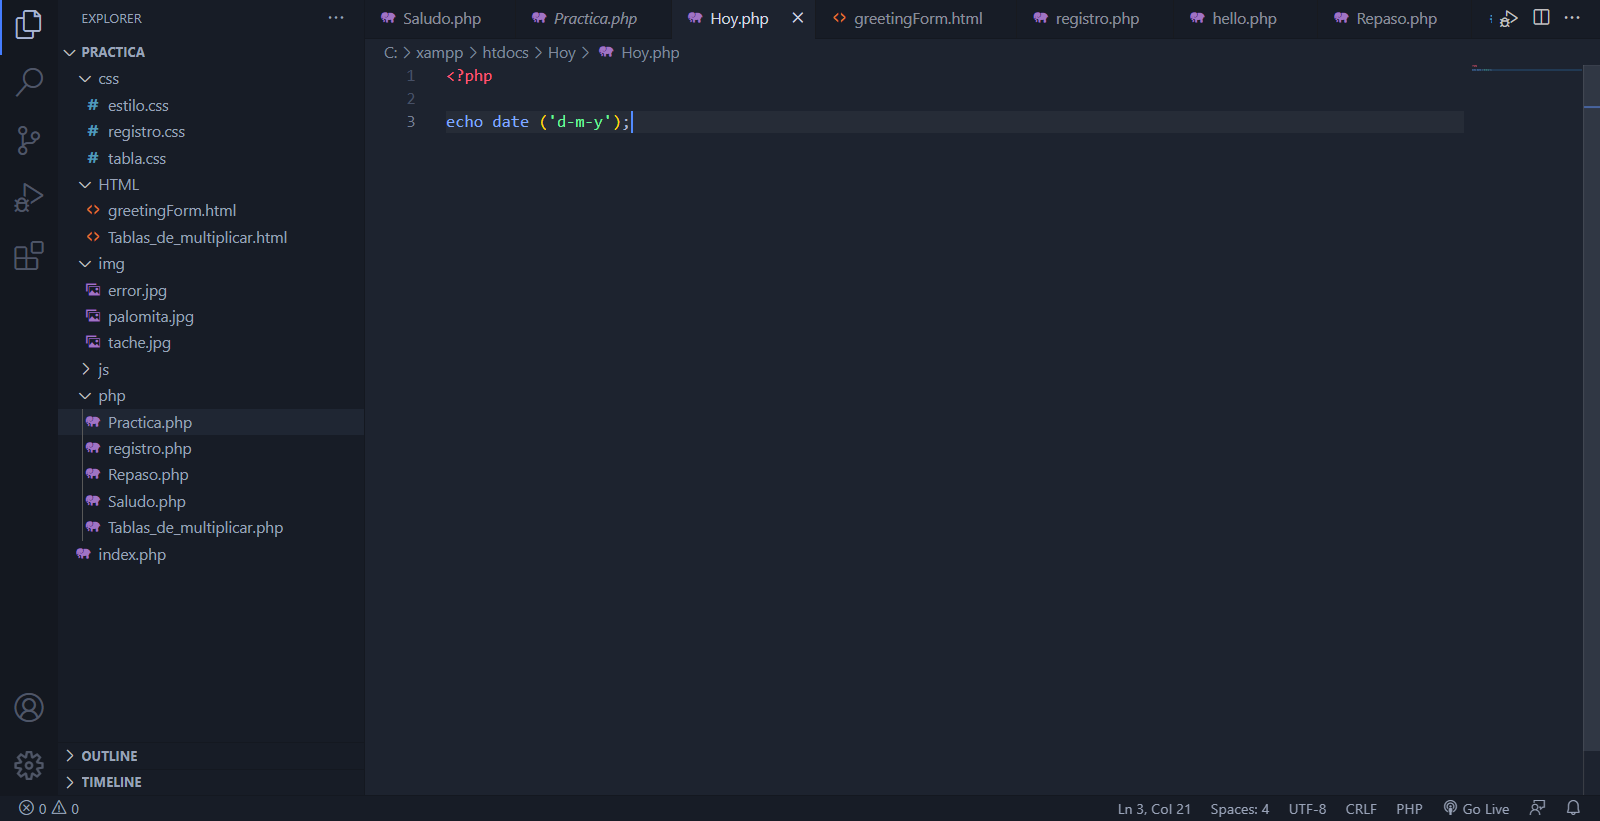 EXPLORER
PRACTICA
css
# estilo.css
# registro.css
# tabla.css
HTML
<> greetingForm.html
<> Tablas_de_multiplicar.html
img
error.jpg
palomita.jpg
tache.jpg
js
php
Practica.php
registro.php
Repaso.php
Saludo.php
Tablas_de_multiplicar.php
index.php
OUTLINE
TIMELINE
Saludo.php Practica.php Hoy.php <> greetingForm.html registro.php hello.php Repaso.php
C: > xampp > htdocs > Hoy > Hoy.php
1 <?php
2
3 echo date ('d-m-y');
0 0 Ln 3, Col 21 Spaces: 4 UTF-8 CRLF PHP Go Live